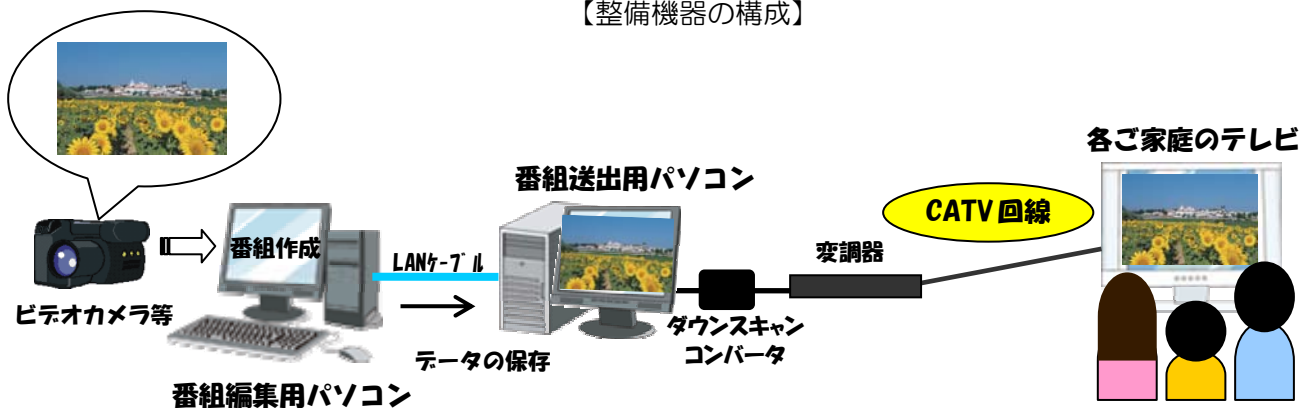 【整備機器の構成】
各ご家庭のテレビ
番組送出用パソコン
CATV回線
番組作成
LANｹｰﾌﾞﾙ
変調器
ビデオカメラ等
ダウンスキャン
コンバータ
データの保存
番組編集用パソコン